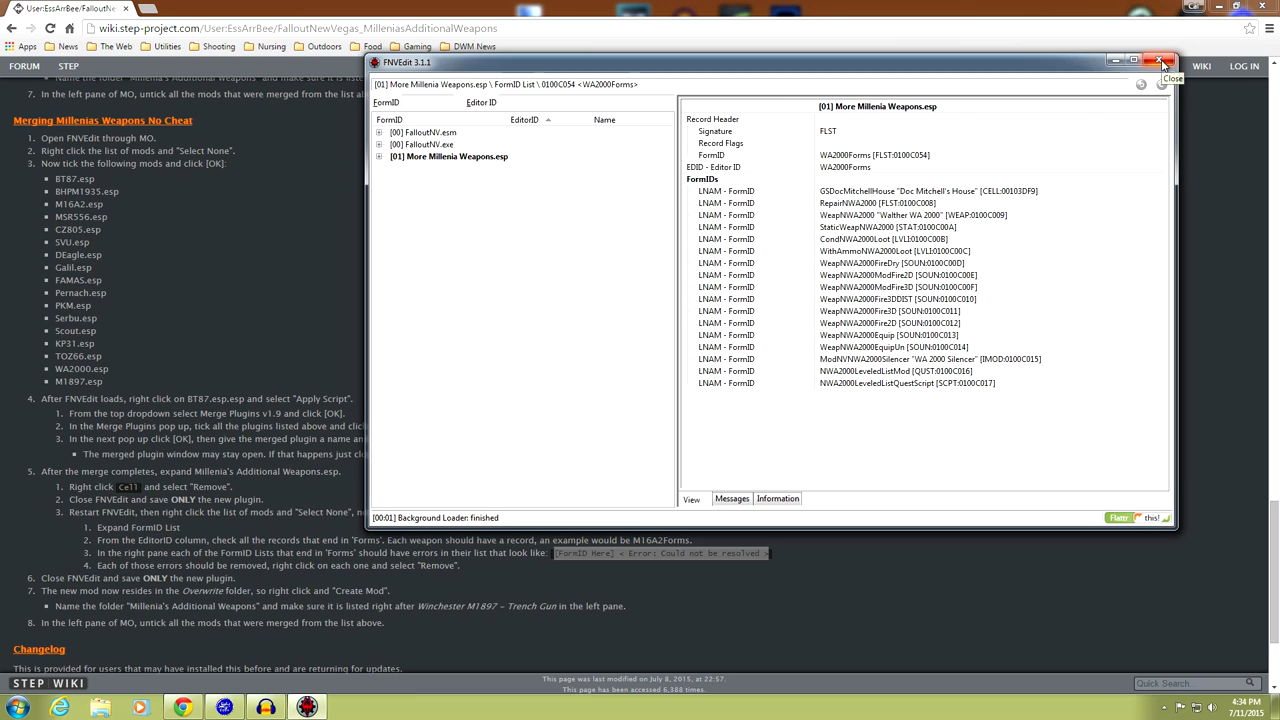 User:EssArrBee/FalloutNe
wiki.step-project.com/User:EssArrBee/FalloutNewVegas_MilleniasAdditionalWeapons
Apps
News
The Web
Utilities
Shooting
Nursing
Outdoors
Food
Gaming
DWM News
FORUM
STEP
WIKI
LOG IN
7. In the left pane of MO, untick all the mods that were merged from the list above.
Merging Millenias Weapons No Cheat
1. Open FNVEdit through MO.
2. Right click the list of mods and "Select None".
3. Now tick the following mods and click [OK]:
BT87.esp
BHPM1935.esp
M16A2.esp
MSR556.esp
CZ805.esp
SVU.esp
DEagle.esp
Galil.esp
FAMAS.esp
Pernach.esp
PKM.esp
Serbu.esp
Scout.esp
KP31.esp
TOZ66.esp
WA2000.esp
M1897.esp
4. After FNVEdit loads, right click on BT87.esp.esp and select "Apply Script".
1. From the top dropdown select Merge Plugins v1.9 and click [OK].
2. In the Merge Plugins pop up, tick all the plugins listed above and click
3. In the next pop up click [OK], then give the merged plugin a name an
The merged plugin window may stay open. If that happens just clic
5. After the merge completes, expand Millenia's Additional Weapons.esp.
1. Right click Cell and select "Remove".
2. Close FNVEdit and save ONLY the new plugin.
3. Restart FNVEdit, then right click the list of mods and "Select None",
1. Expand FormID List
2. From the EditorID column, check all the records that end in 'Forms'. Each weapon should have a record, an example would be M16A2Forms.
3. In the right pane each of the FormID Lists that end in 'Forms' should have errors in their list that look like: [FormID Here] < Error: Could not be resolved >
4. Each of those errors should be removed, right click on each one and select "Remove".
6. Close FNVEdit and save ONLY the new plugin.
7. The new mod now resides in the Overwrite folder, so right click and "Create Mod".
Name the folder "Millenia's Additional Weapons" and make sure it is listed right after Winchester M1897 - Trench Gun in the left pane.
8. In the left pane of MO, untick all the mods that were merged from the list above.
Changelog
This is provided for users that may have installed this before and are returning for updates.
FNVEdit 3.1.1
Close
[01] More Millenia Weapons.esp \ FormID List \ 0100C054 <WA2000Forms>
FormID
Editor ID
FormID EditorID Name
[00] FalloutNV.esm
[00] FalloutNV.exe
[01] More Millenia Weapons.esp
[01] More Millenia Weapons.esp
Record Header
Signature FLST
Record Flags
FormID WA2000Forms [FLST:0100C054]
EDID - Editor ID WA2000Forms
FormIDs
LNAM - FormID GSDocMitchellHouse "Doc Mitchell's House" [CELL:00103DF9]
LNAM - FormID RepairNWA2000 [FLST:0100C008]
LNAM - FormID WeapNWA2000 "Walther WA 2000" [WEAP:0100C009]
LNAM - FormID StaticWeapNWA2000 [STAT:0100C00A]
LNAM - FormID CondNWA2000Loot [LVLI:0100C00B]
LNAM - FormID WithAmmoNWA2000Loot [LVLI:0100C00C]
LNAM - FormID WeapNWA2000FireDry [SOUN:0100C00D]
LNAM - FormID WeapNWA2000ModFire2D [SOUN:0100C00E]
LNAM - FormID WeapNWA2000ModFire3D [SOUN:0100C00F]
LNAM - FormID WeapNWA2000Fire3DDIST [SOUN:0100C010]
LNAM - FormID WeapNWA2000Fire3D [SOUN:0100C011]
LNAM - FormID WeapNWA2000Fire2D [SOUN:0100C012]
LNAM - FormID WeapNWA2000Equip [SOUN:0100C013]
LNAM - FormID WeapNWA2000EquipUn [SOUN:0100C014]
LNAM - FormID ModNVNWA2000Silencer "WA 2000 Silencer" [IMOD:0100C015]
LNAM - FormID NWA2000LeveledListMod [QUST:0100C016]
LNAM - FormID NWA2000LeveledListQuestScript [SCPT:0100C017]
View
Messages
Information
[00:01] Background Loader: finished
Flattr this!
STEP WIKI
This page was last modified on July 8, 2015, at 22:57.
This page has been accessed 6,388 times.
Quick Search...
4:34 PM
7/11/2015